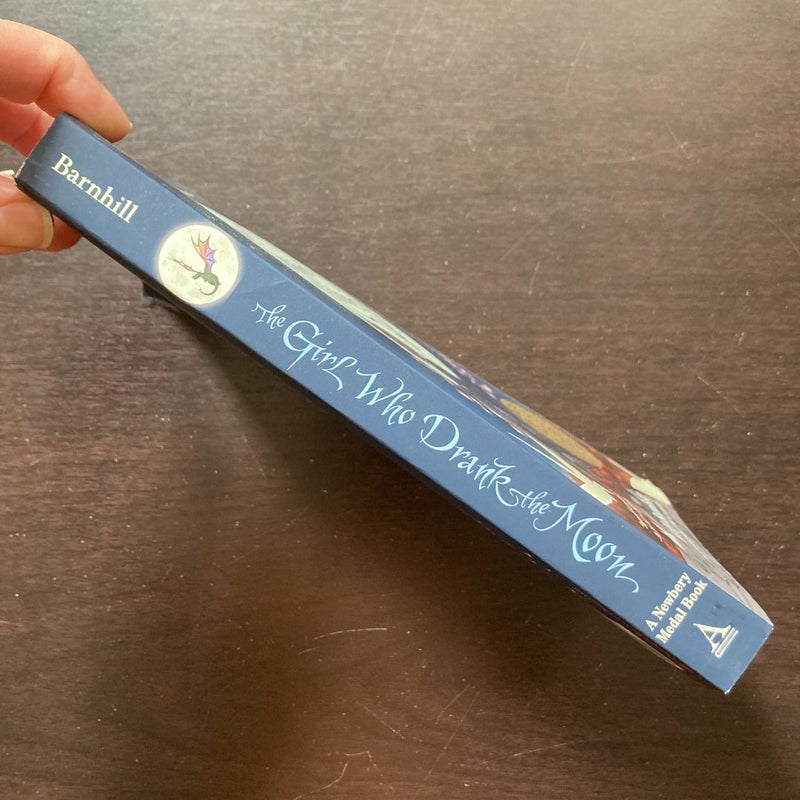 Barnhill
The Girl Who Drank the Moon
A Newbery
Medal Book
A